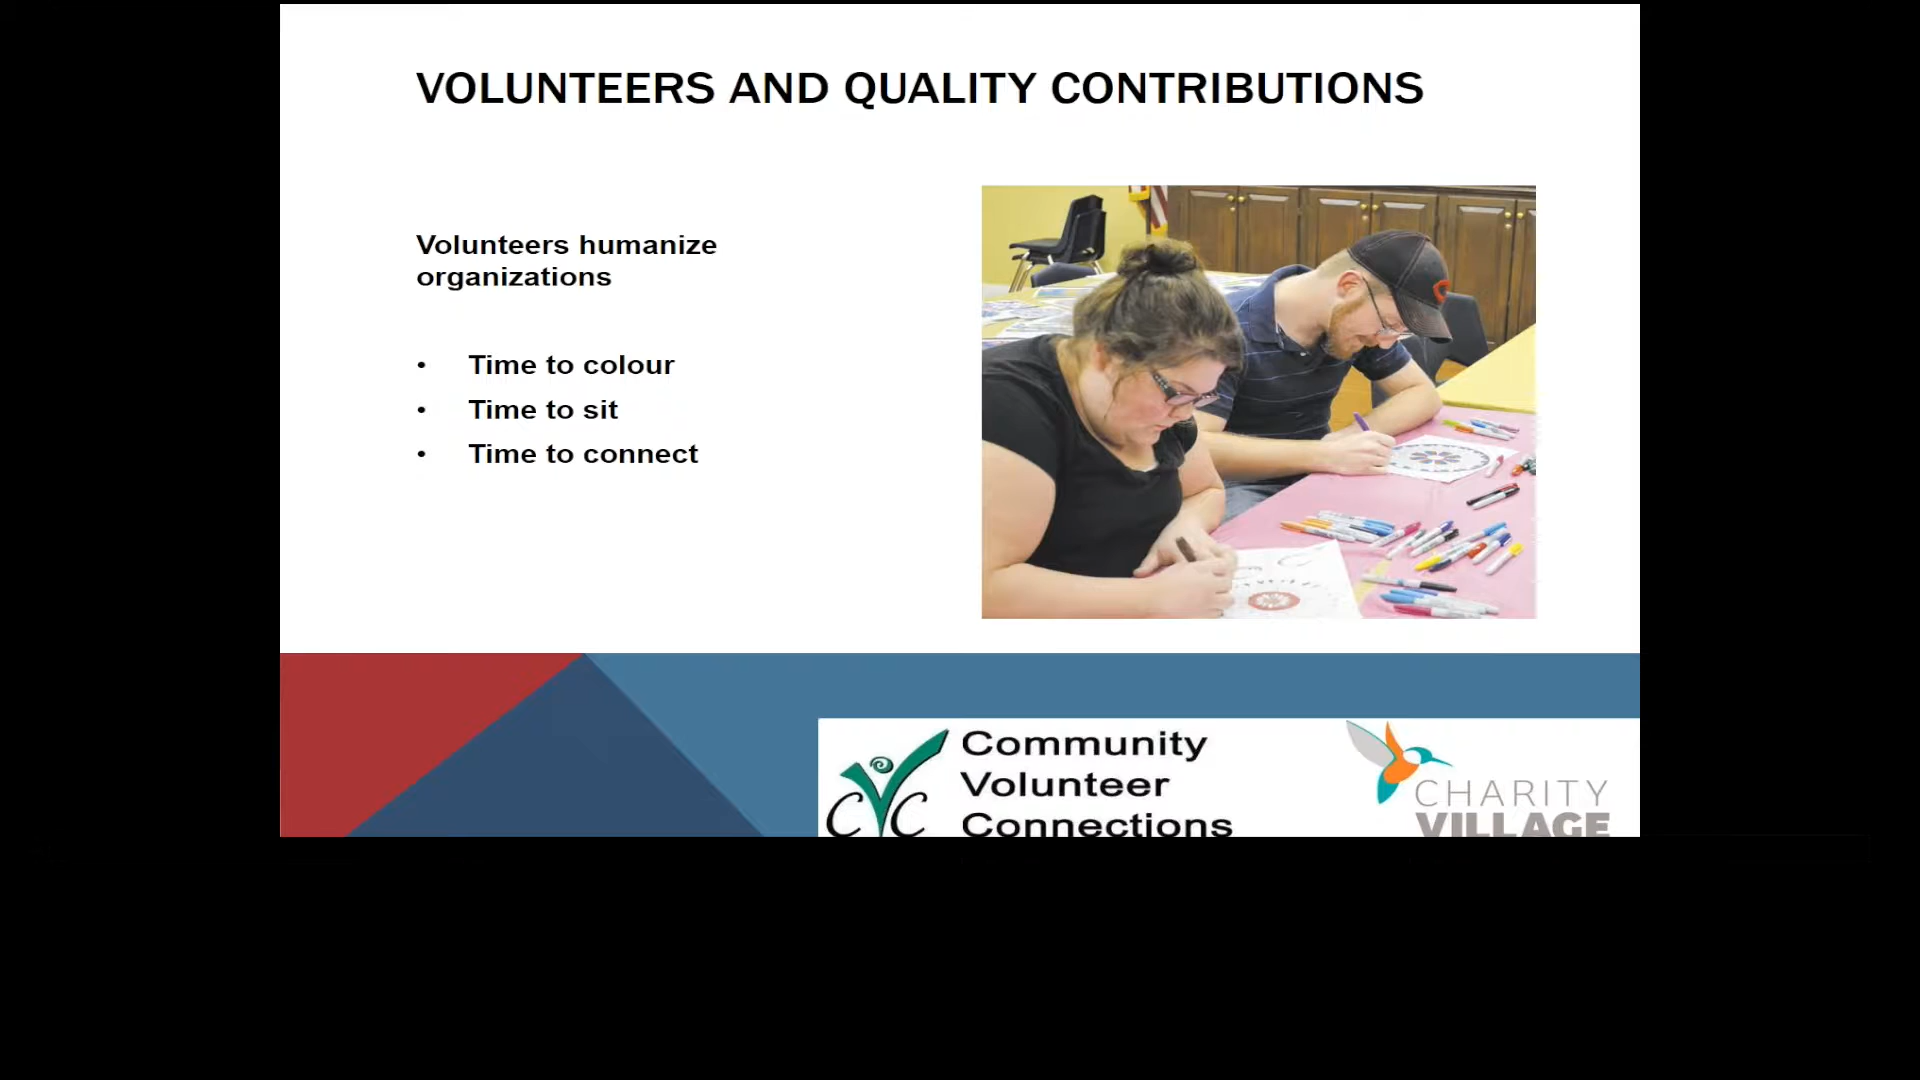 VOLUNTEERS AND QUALITY CONTRIBUTIONS
Volunteers humanize
organizations
• Time to colour
• Time to sit
• Time to connect
CVC
Community
Volunteer
Connections
CHARITY
VILLAGE